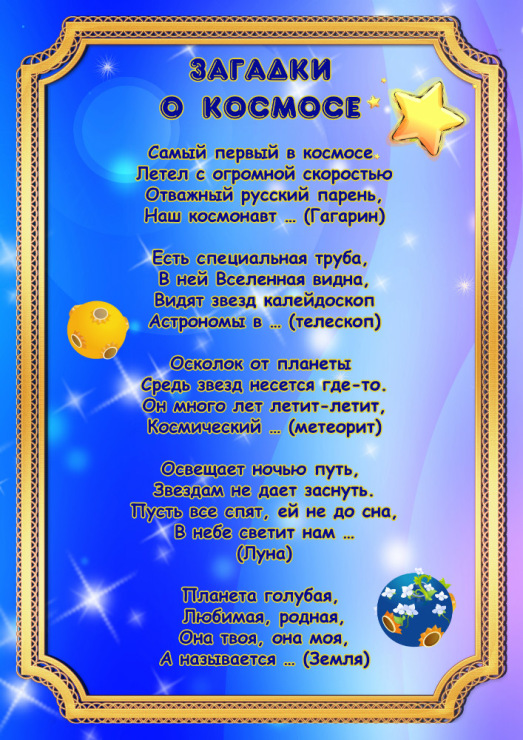 ЗАГАДКИ
О КОСМОСЕ
Самый первый в космосе.
Летел с огромной скоростью
Отважный русский парень,
Наш космонавт … (Гагарин)
Есть специальная труба,
В ней Вселенная видна,
Видят звезд калейдоскоп
Астрономы в … (телескоп)
Осколок от планеты
Средь звезд несется где-то.
Он много лет летит-летит,
Космический … (метеорит)
Освещает ночью путь,
Звездам не дает заснуть.
Пусть все спят, ей не до сна,
В небе светит нам …
(Луна)
Планета голубая,
Любимая, родная,
Она твоя, она моя,
А называется … (Земля)